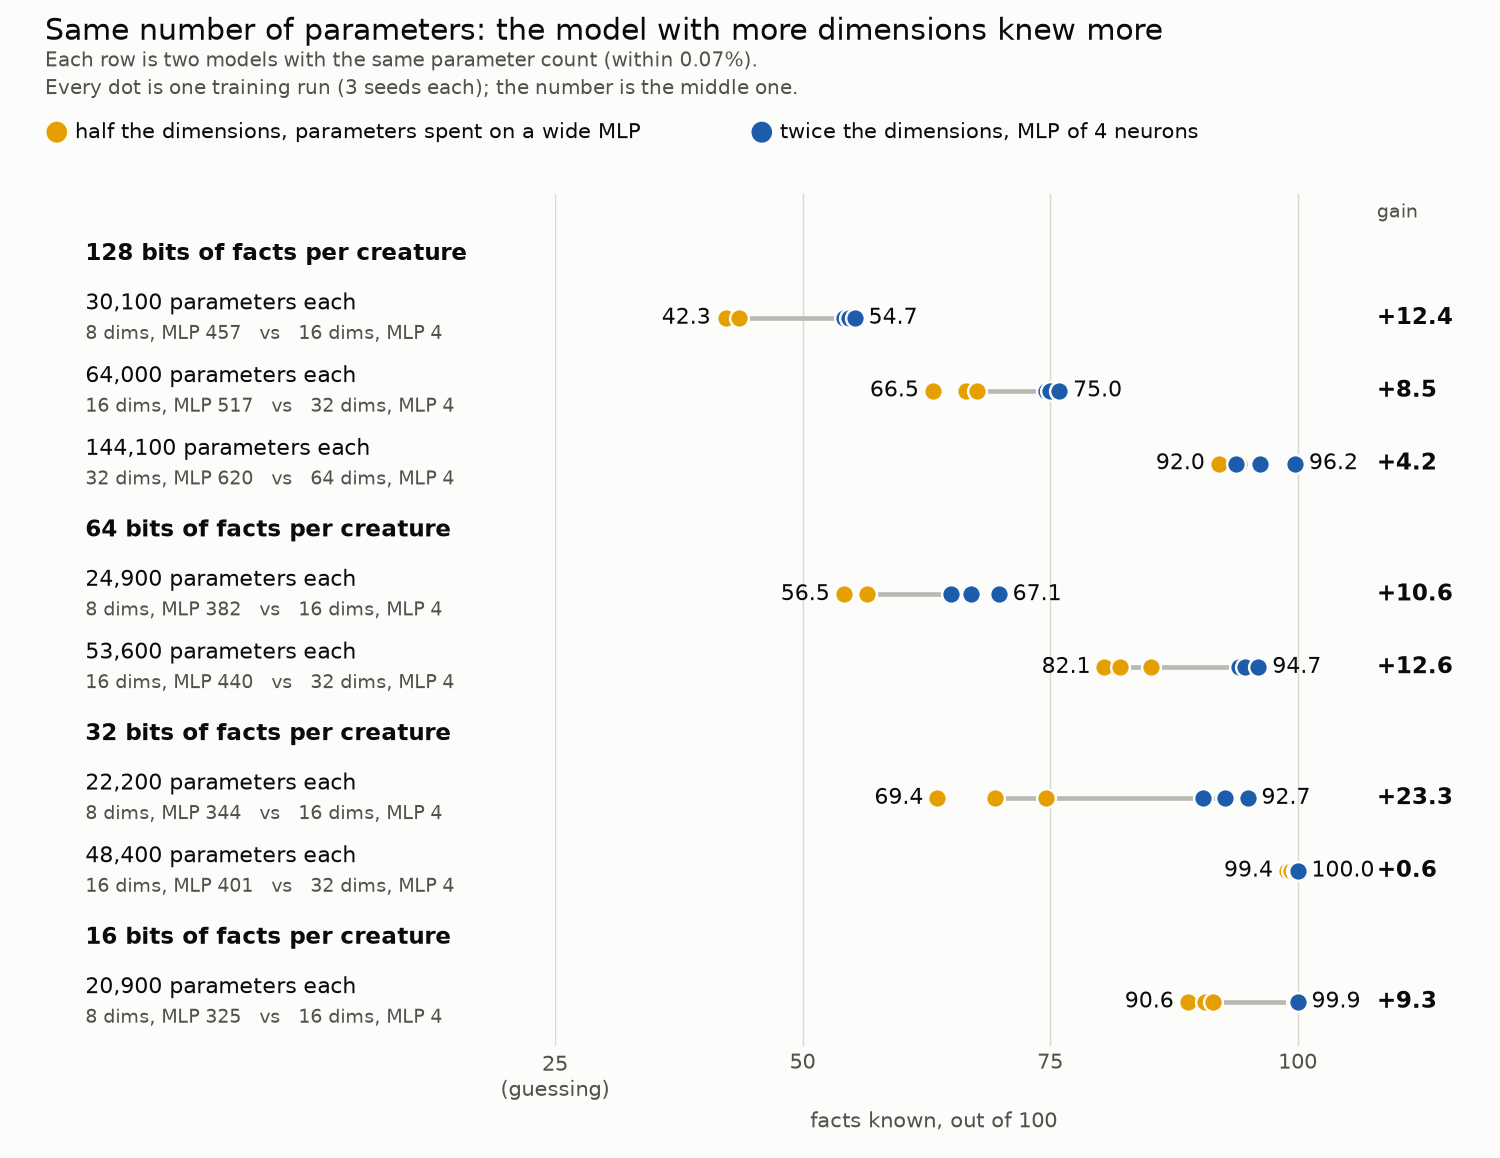 Same number of parameters: the model with more dimensions knew more
Each row is two models with the same parameter count (within 0.07%).
Every dot is one training run (3 seeds each); the number is the middle one.
half the dimensions, parameters spent on a wide MLP
twice the dimensions, MLP of 4 neurons
gain
128 bits of facts per creature
30,100 parameters each
8 dims, MLP 457 vs 16 dims, MLP 4
42.3 54.7 +12.4
64,000 parameters each
16 dims, MLP 517 vs 32 dims, MLP 4
66.5 75.0 +8.5
144,100 parameters each
32 dims, MLP 620 vs 64 dims, MLP 4
92.0 96.2 +4.2
64 bits of facts per creature
24,900 parameters each
8 dims, MLP 382 vs 16 dims, MLP 4
56.5 67.1 +10.6
53,600 parameters each
16 dims, MLP 440 vs 32 dims, MLP 4
82.1 94.7 +12.6
32 bits of facts per creature
22,200 parameters each
8 dims, MLP 344 vs 16 dims, MLP 4
69.4 92.7 +23.3
48,400 parameters each
16 dims, MLP 401 vs 32 dims, MLP 4
99.4 100.0 +0.6
16 bits of facts per creature
20,900 parameters each
8 dims, MLP 325 vs 16 dims, MLP 4
90.6 99.9 +9.3
25 50 75 100
(guessing)
facts known, out of 100